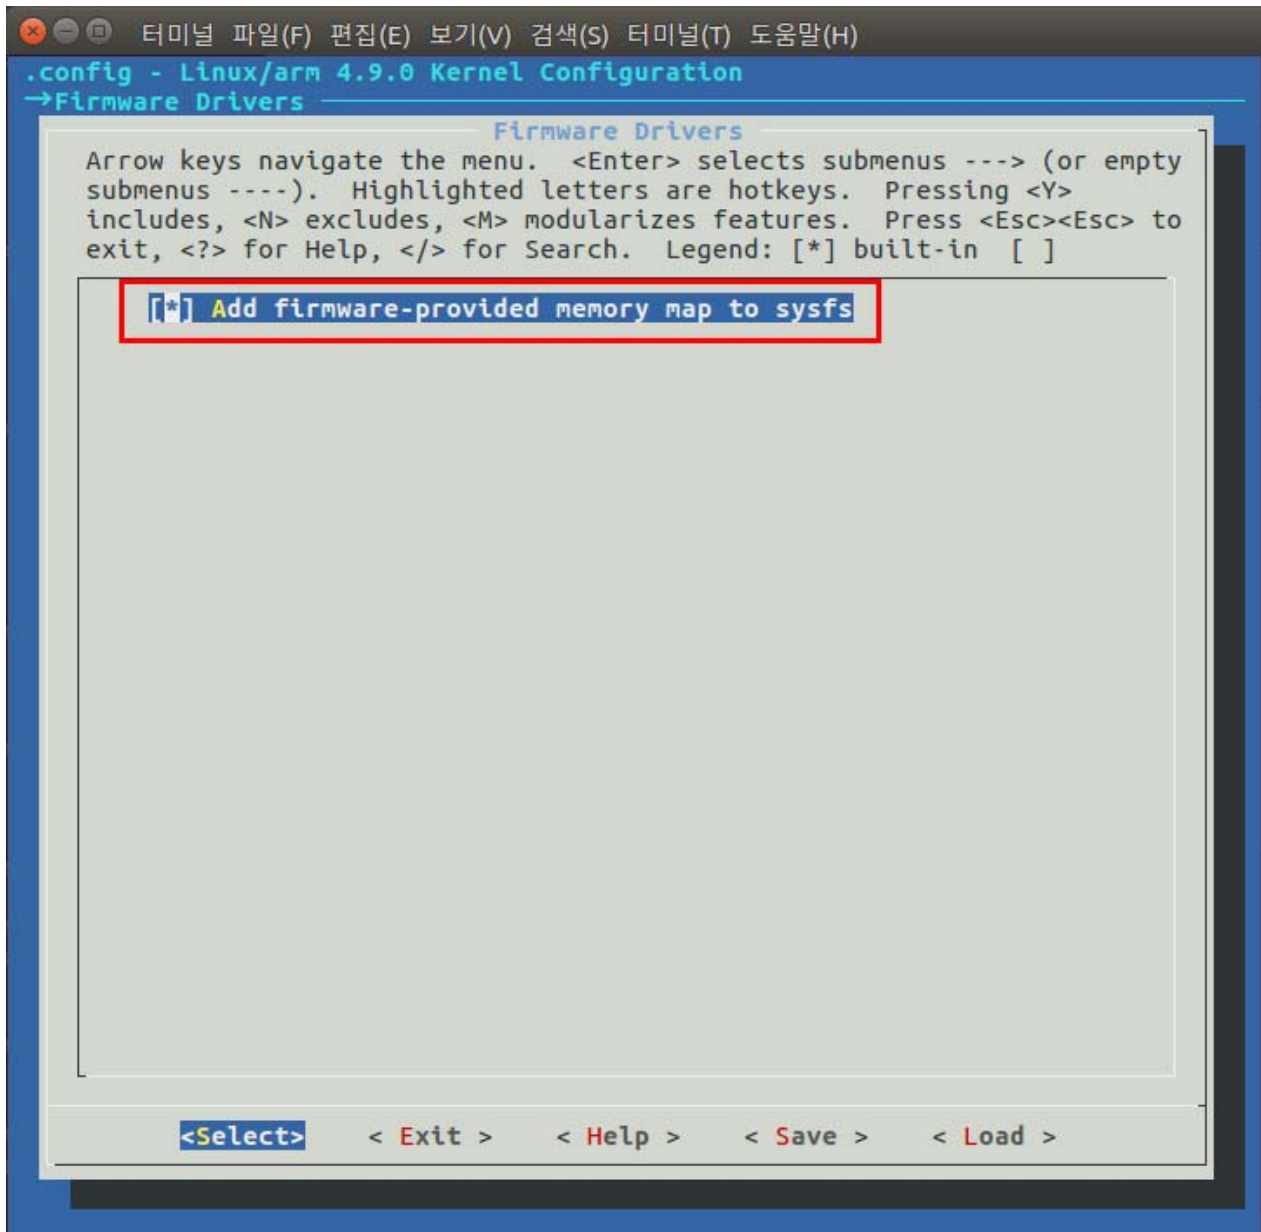 터미널 파일(F) 편집(E) 보기(V) 검색(S) 터미널(T) 도움말(H)
.config - Linux/arm 4.9.0 Kernel Configuration
→Firmware Drivers
Firmware Drivers
Arrow keys navigate the menu.  <Enter> selects submenus ---> (or empty
submenus ----).  Highlighted letters are hotkeys.  Pressing <Y>
includes, <N> excludes, <M> modularizes features.  Press <Esc><Esc> to
exit, <?> for Help, </> for Search.  Legend: [*] built-in  [ ]
[*] Add firmware-provided memory map to sysfs
<Select>    < Exit >    < Help >    < Save >    < Load >